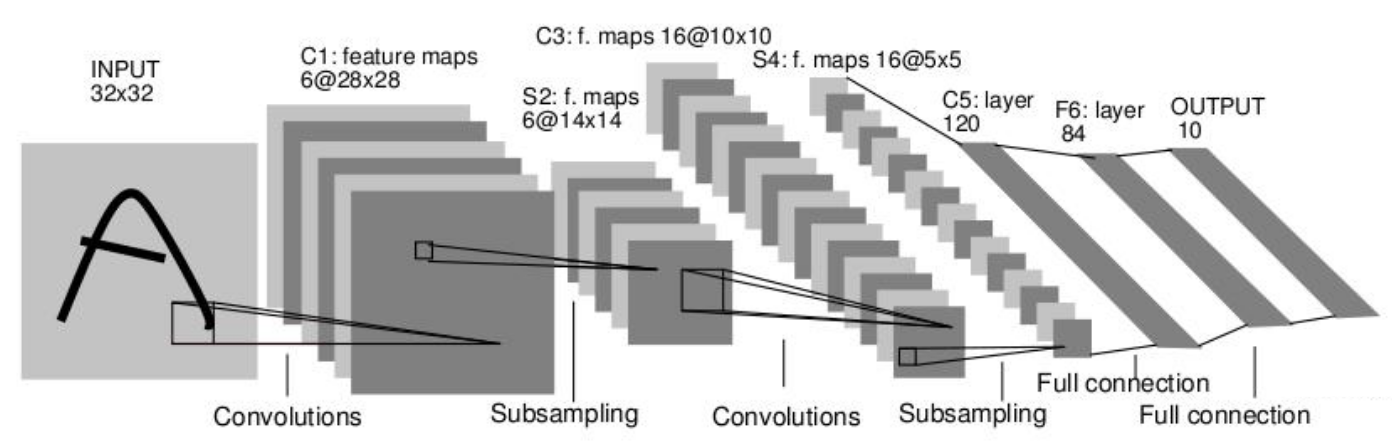 INPUT
32x32
C1: feature maps
6@28x28
S2: f. maps
6@14x14
C3: f. maps 16@10x10
S4: f. maps 16@5x5
C5: layer
120
F6: layer
84
OUTPUT
10
Convolutions
Subsampling
Convolutions
Subsampling
Full connection
Full connection